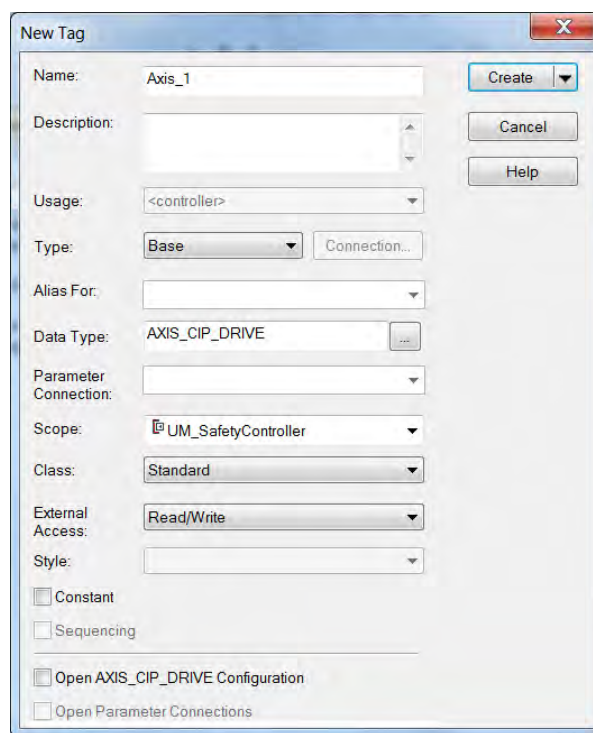 New Tag
Name: Axis_1 Create
Description: Cancel
Help
Usage: <controller>
Type: Base Connection...
Alias For:
Data Type: AXIS_CIP_DRIVE ...
Parameter
Connection:
Scope: UM_SafetyController
Class: Standard
External
Access: Read/Write
Style:
Constant
Sequencing
Open AXIS_CIP_DRIVE Configuration
Open Parameter Connections